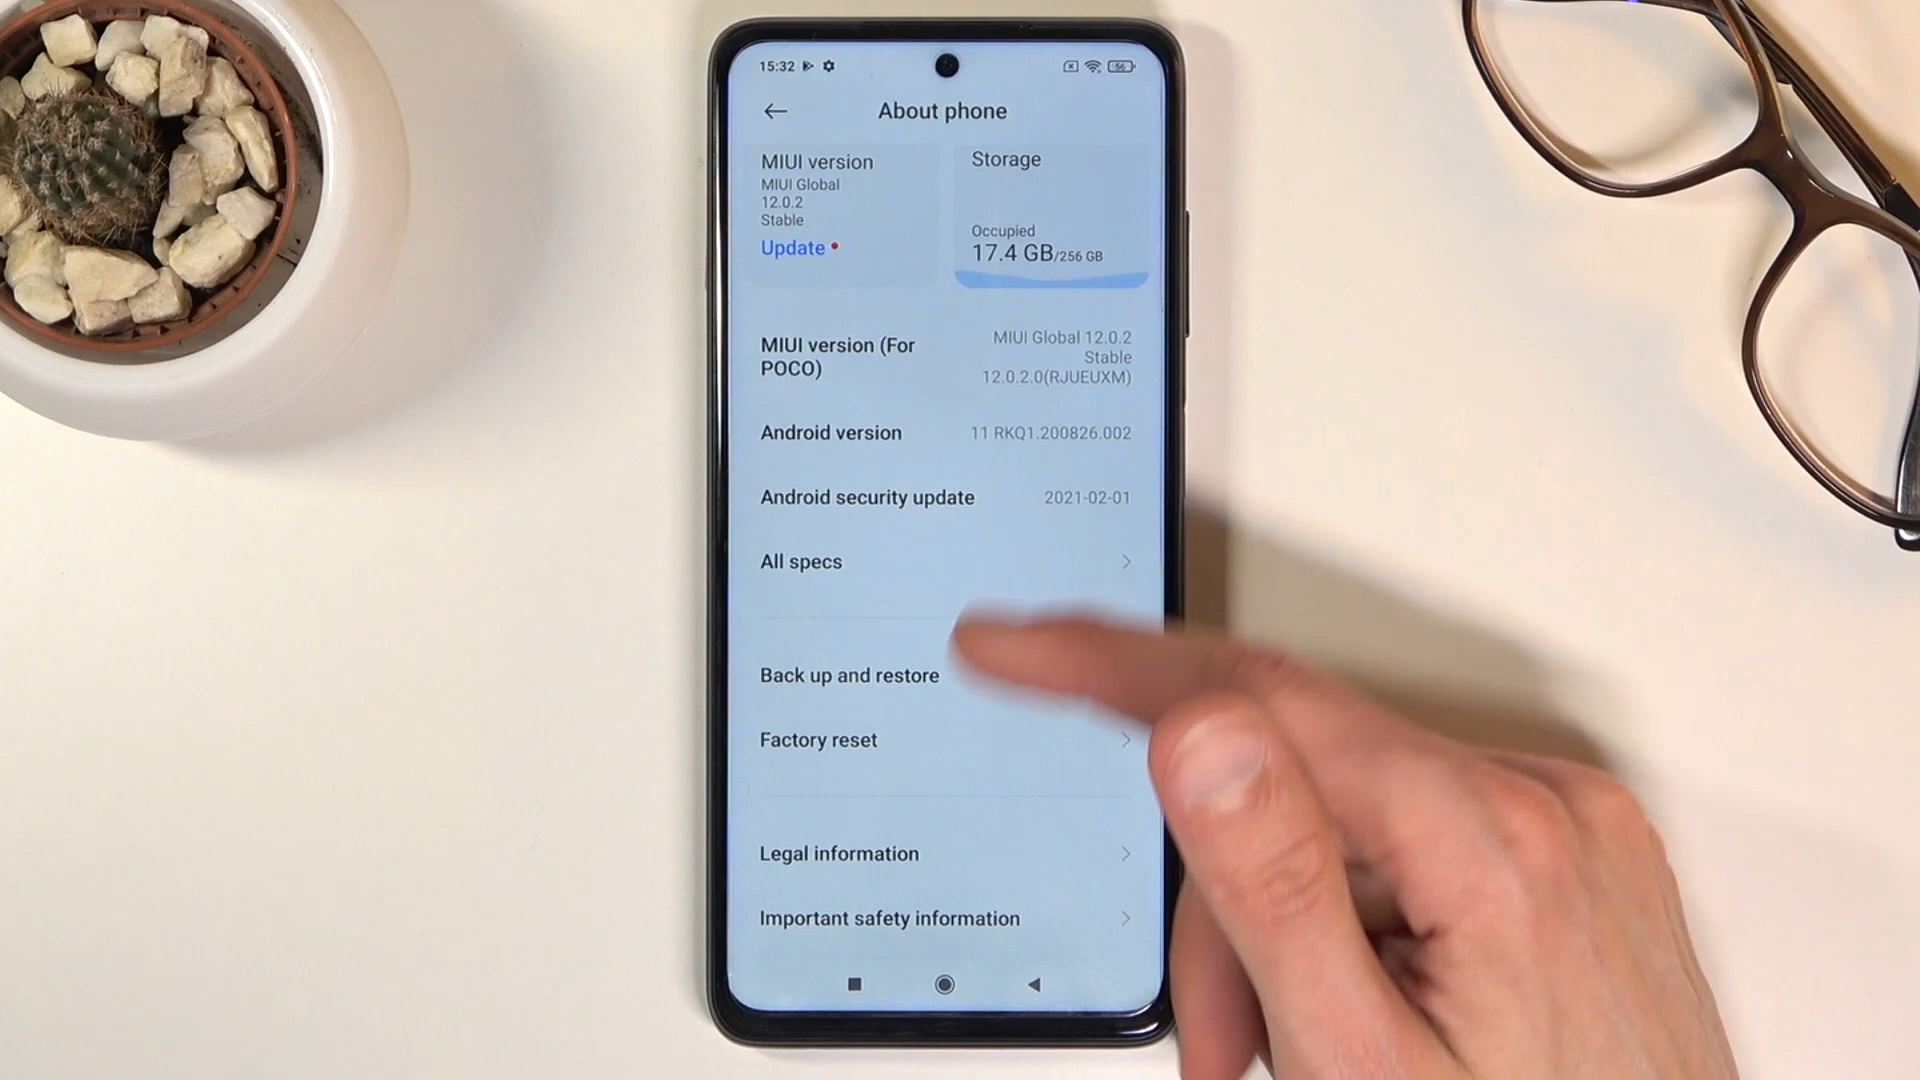 15:32
56
About phone
MIUI version
MIUI Global
12.0.2
Stable
Update
Storage
Occupied
17.4 GB/256 GB
MIUI version (For
POCO)
MIUI Global 12.0.2
Stable
12.0.2.0(RJUEUXM)
Android version
11 RKQ1.200826.002
Android security update
2021-02-01
All specs
Back up and restore
Factory reset
Legal information
Important safety information